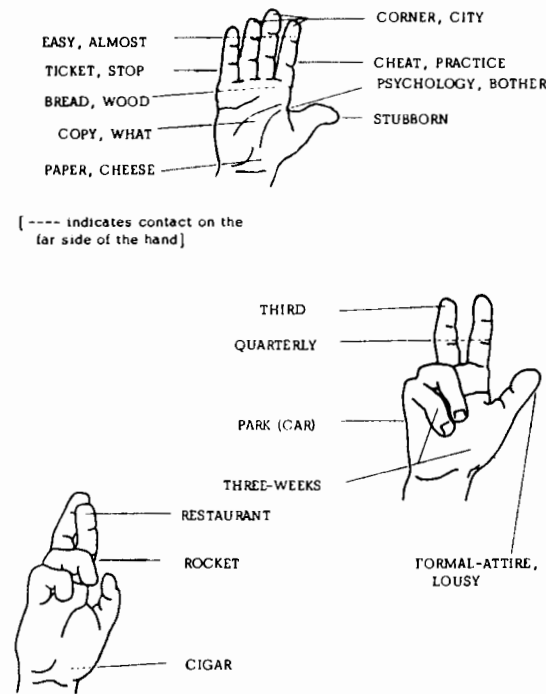 CORNER, CITY
EASY, ALMOST
TICKET, STOP
CHEAT, PRACTICE
PSYCHOLOGY, BOTHER
BREAD, WOOD
STUBBORN
COPY, WHAT
PAPER, CHEESE
[ ---- indicates contact on the
far side of the hand]
THIRD
QUARTERLY
PARK (CAR)
THREE-WEEKS
RESTAURANT
ROCKET
FORMAL-ATTIRE,
LOUSY
CIGAR